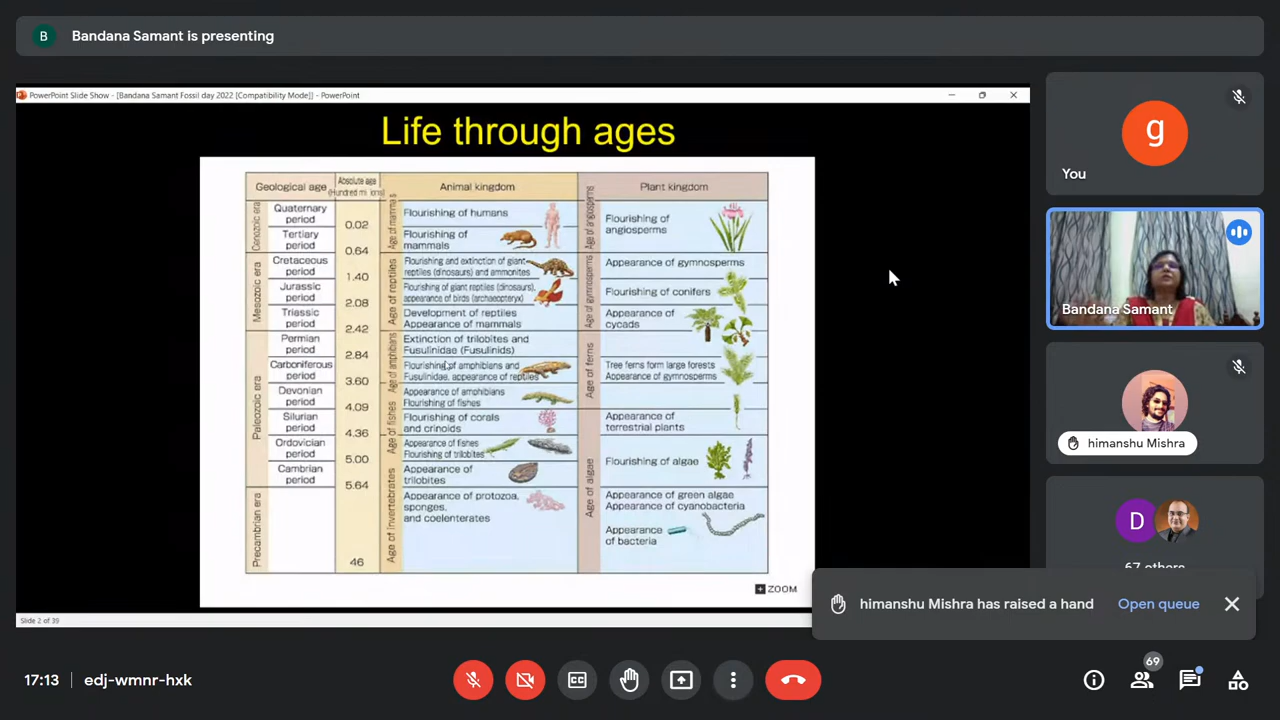 B Bandana Samant is presenting
PowerPoint Slide Show - [Bandana Samant Fossil day 2022 [Compatibility Mode]] - PowerPoint
Life through ages
Geological age
Absolute age
(Hundred millions)
Animal kingdom
Plant kingdom
Cenozoic era
Quaternary
period
0.02
Age of mammals
Flourishing of humans
Age of angiosperms
Flourishing of
angiosperms
Tertiary
period
0.64
Flourishing of
mammals
Mesozoic era
Cretaceous
period
1.40
Age of reptiles
Flourishing and extinction of giant
reptiles (dinosaurs) and ammonites
Age of gymnosperms
Appearance of gymnosperms
Jurassic
period
2.08
Flourishing of giant reptiles (dinosaurs),
appearance of birds (archaeopteryx)
Flourishing of conifers
Triassic
period
2.42
Development of reptiles
Appearance of mammals
Appearance of
cycads
Paleozoic era
Permian
period
2.84
Age of amphibians
Extinction of trilobites and
Fusulinidae (Fusulinids)
Age of ferns
Carboniferous
period
3.60
Flourishing of amphibians and
Fusulinidae, appearance of reptiles
Tree ferns form large forests
Appearance of gymnosperms
Devonian
period
4.09
Age of fishes
Appearance of amphibians
Flourishing of fishes
Silurian
period
4.36
Flourishing of corals
and crinoids
Age of algae
Appearance of
terrestrial plants
Ordovician
period
5.00
Appearance of fishes
Flourishing of trilobites
Flourishing of algae
Cambrian
period
5.64
Age of invertebrates
Appearance of
trilobites
Precambrian era
46
Appearance of protozoa,
sponges,
and coelenterates
Appearance of green algae
Appearance of cyanobacteria
Appearance
of bacteria
ZOOM
Slide 2 of 39
g
You
Bandana Samant
himanshu Mishra
D
67 others
himanshu Mishra has raised a hand
Open queue
17:13 | edj-wmnr-hxk
69